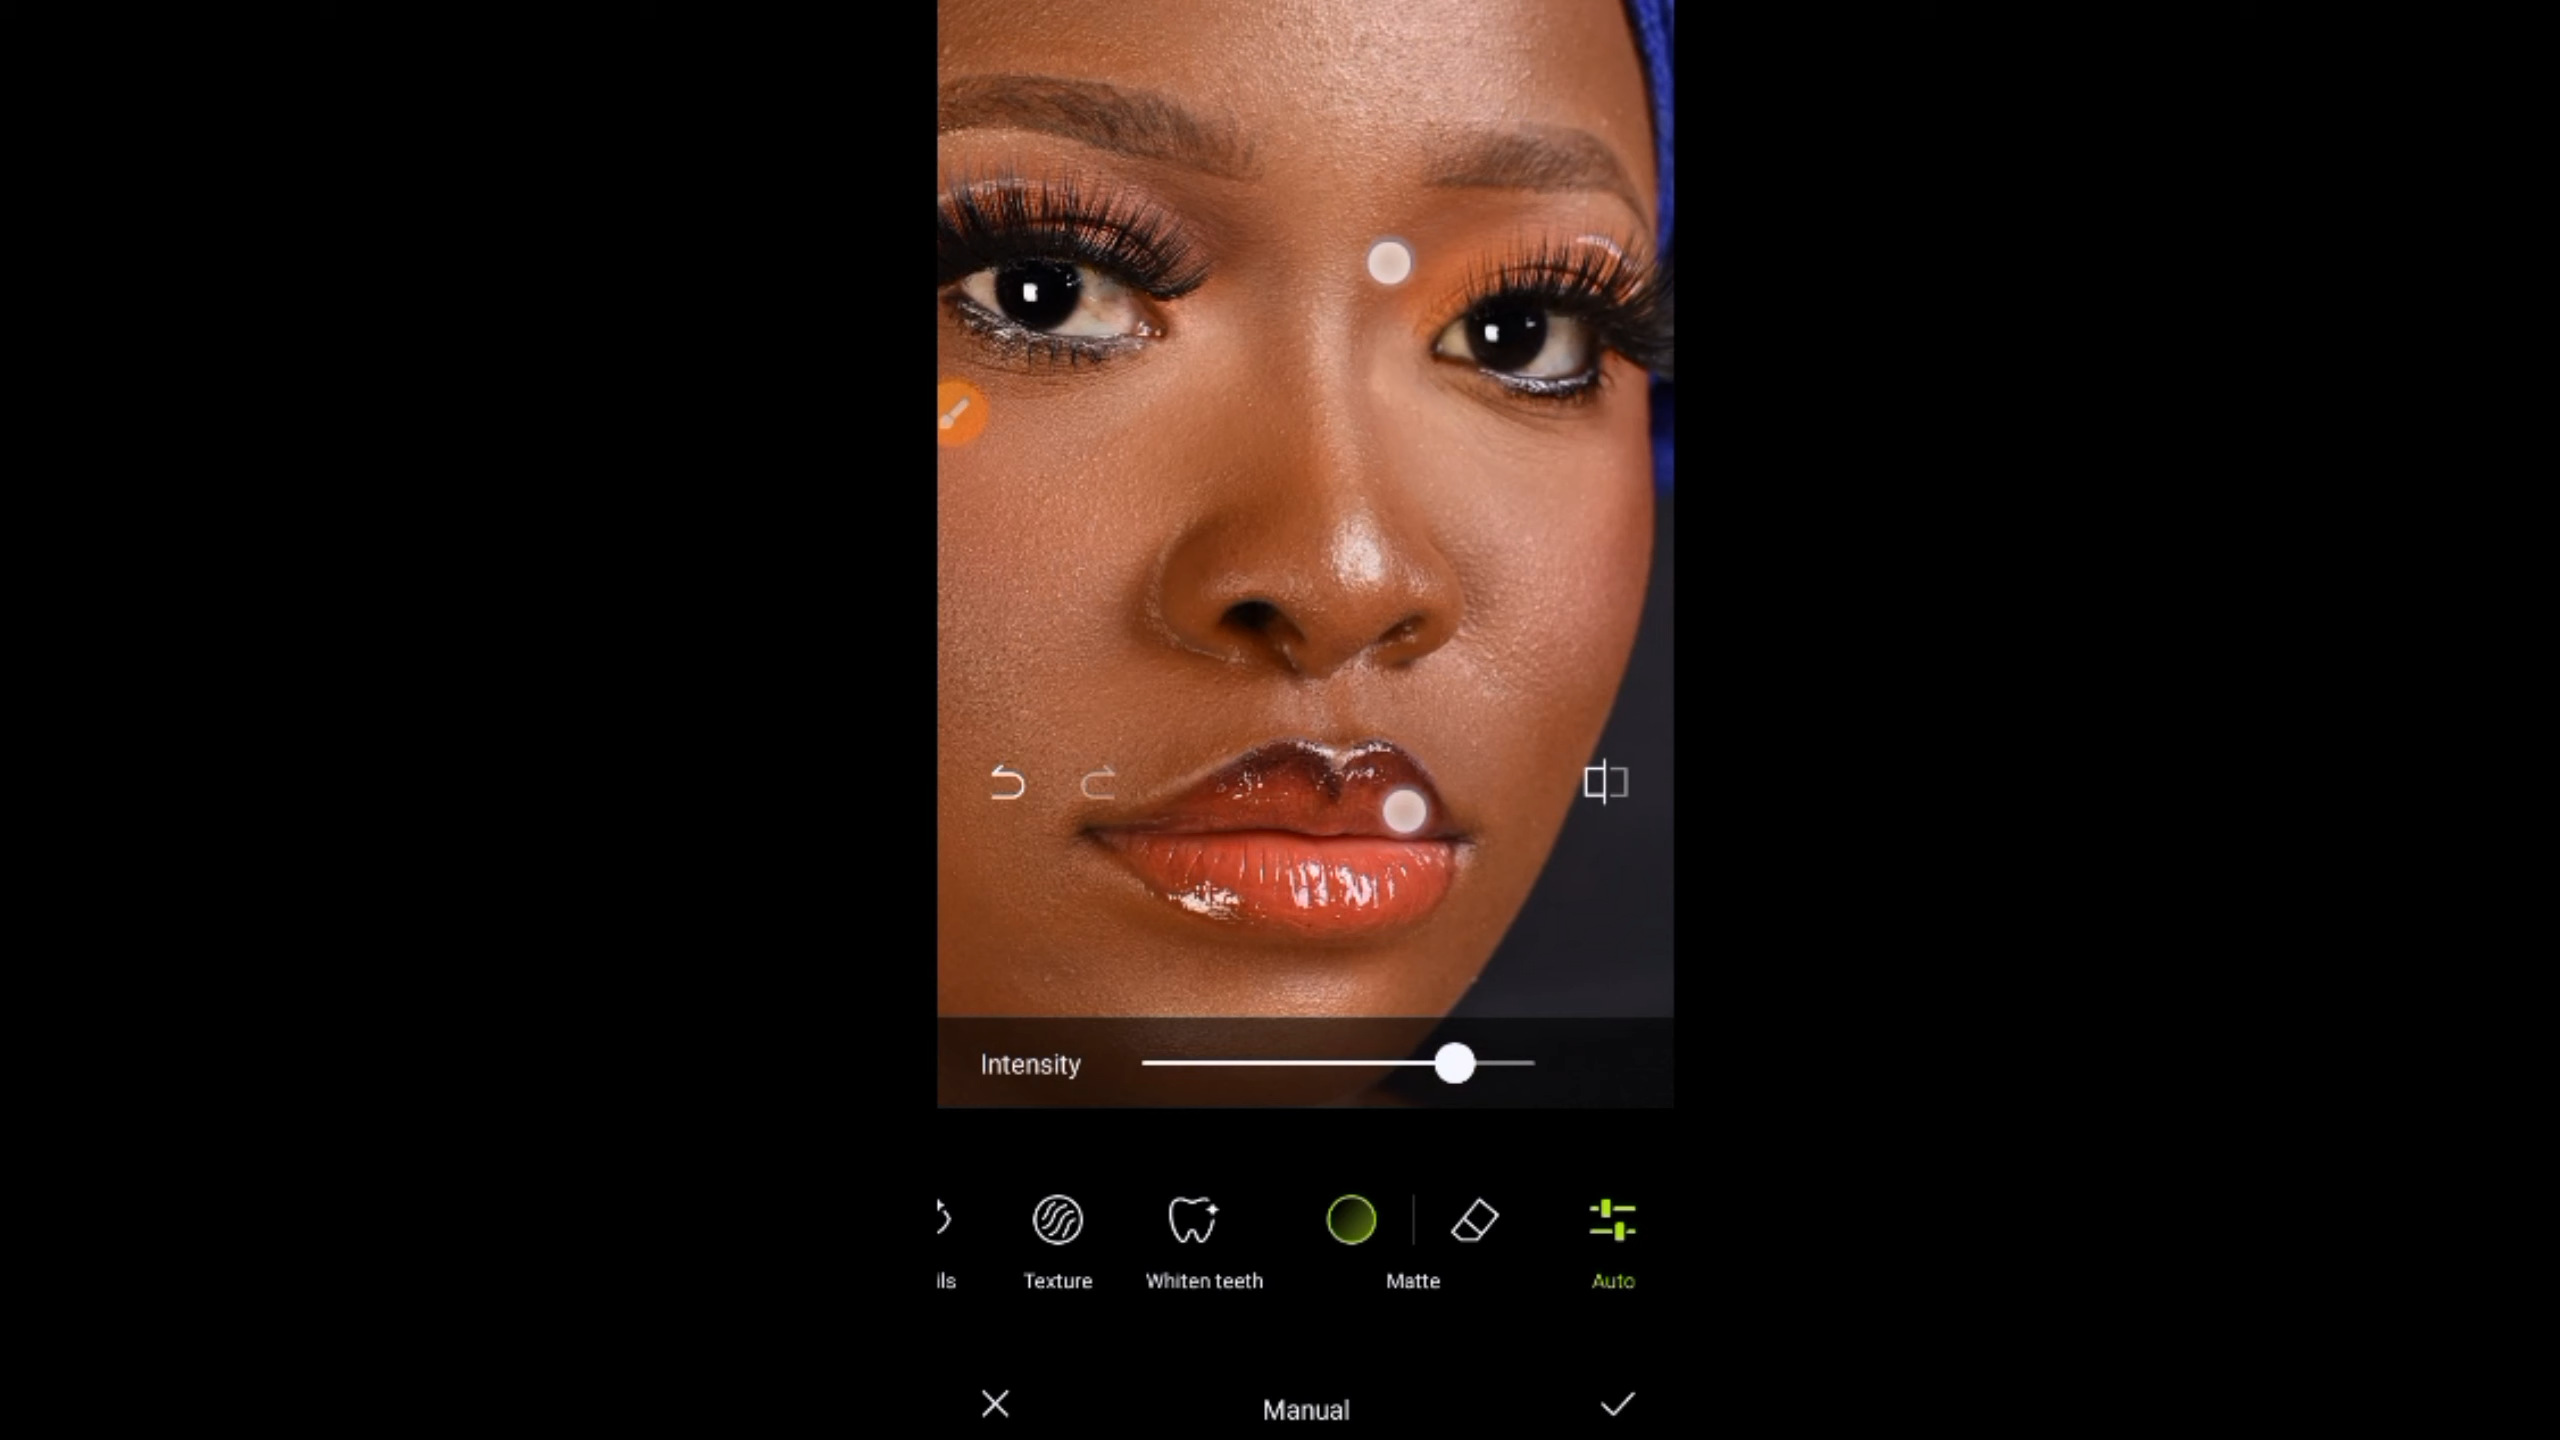 Intensity
ils
Texture
Whiten teeth
Matte
Auto
Manual